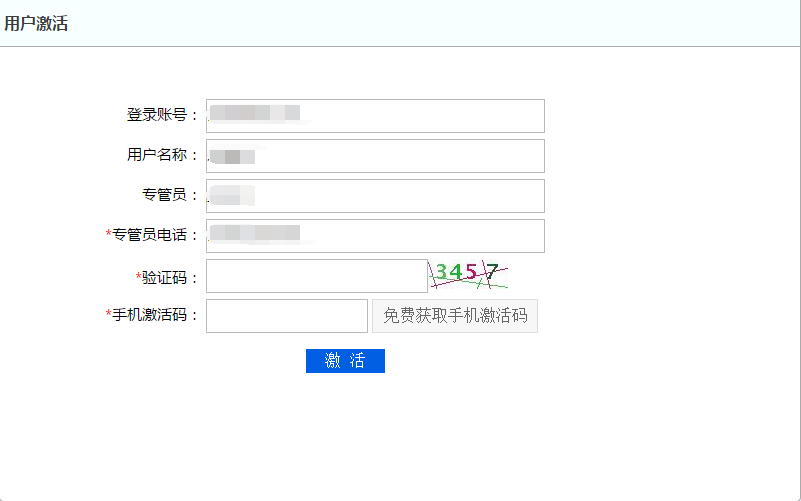 用户激活
登录账号：
用户名称：
专管员：
*专管员电话：
*验证码： 3457
*手机激活码： 免费获取手机激活码
激 活